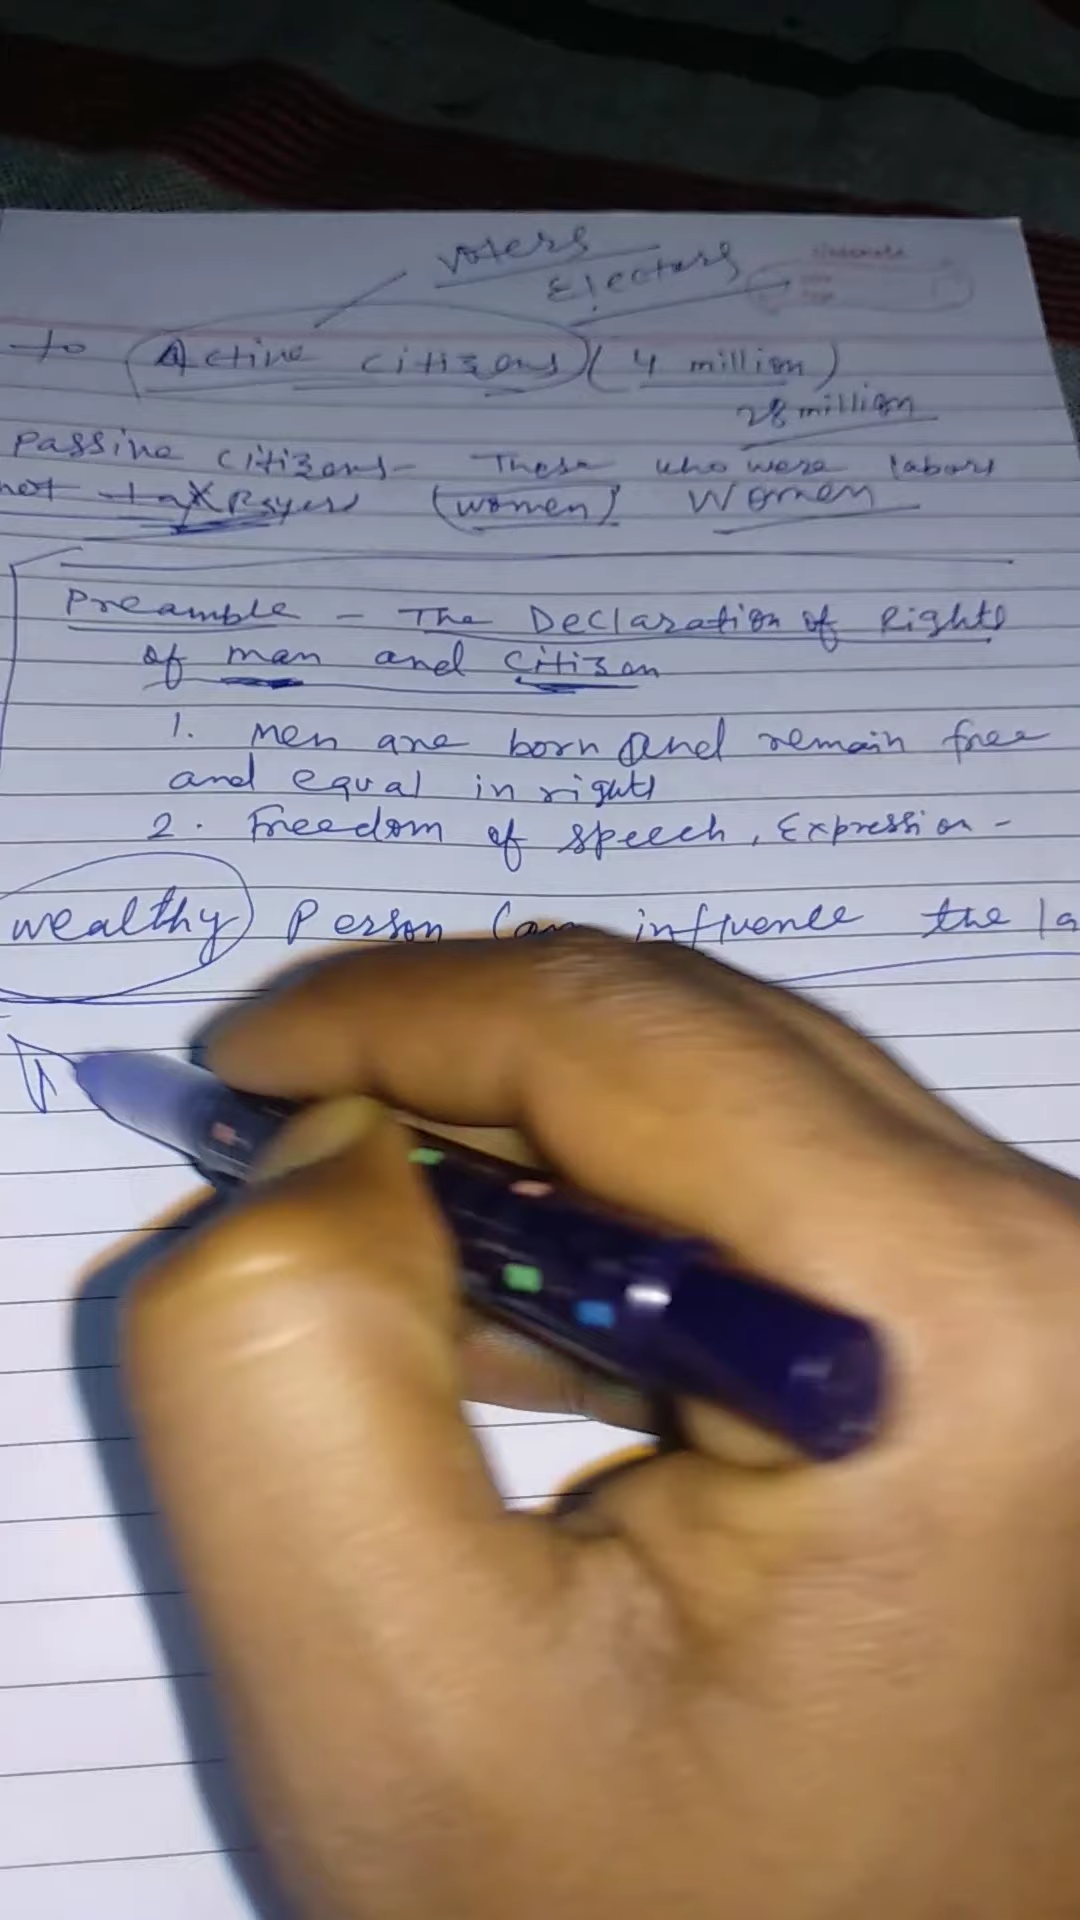 voters
Electors
to Active citizens (4 million)
28 million
Passive citizens - These who were labors
not taxpayers (women) Women
Preamble - The Declaration of Rights
of man and citizen
1. Men are born and remain free
and equal in rights
2. Freedom of speech, Expression -
wealthy Person Can influence the la